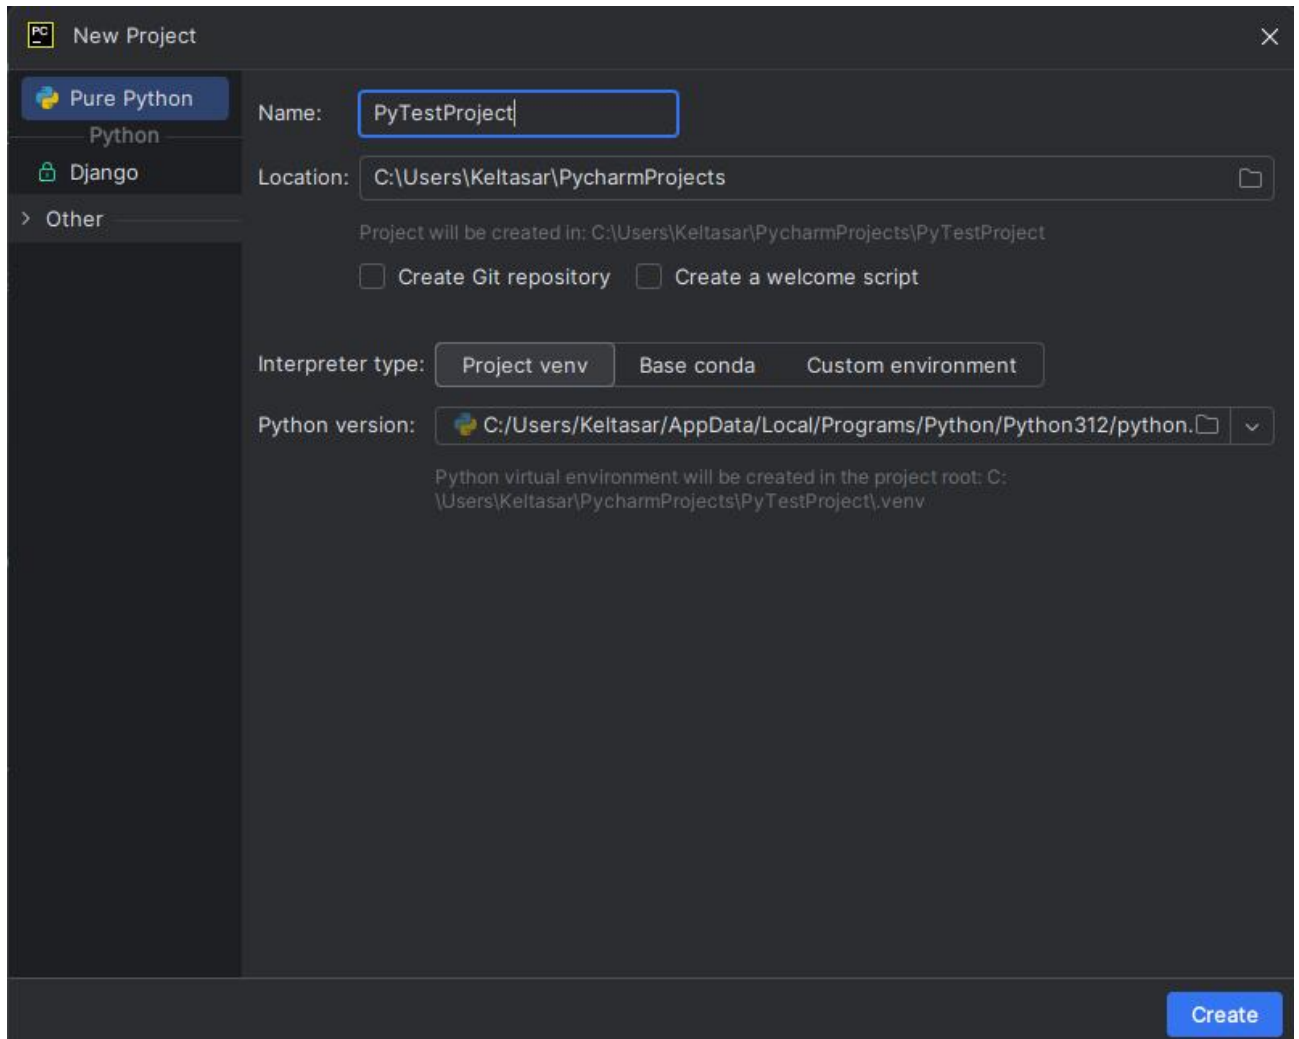 PC
New Project
Pure Python
Python
Django
Other
Name: PyTestProject
Location: C:\Users\Keltasar\PycharmProjects
Project will be created in: C:\Users\Keltasar\PycharmProjects\PyTestProject
Create Git repository Create a welcome script
Interpreter type: Project venv Base conda Custom environment
Python version: C:/Users/Keltasar/AppData/Local/Programs/Python/Python312/python.
Python virtual environment will be created in the project root: C:
\Users\Keltasar\PycharmProjects\PyTestProject\.venv
Create